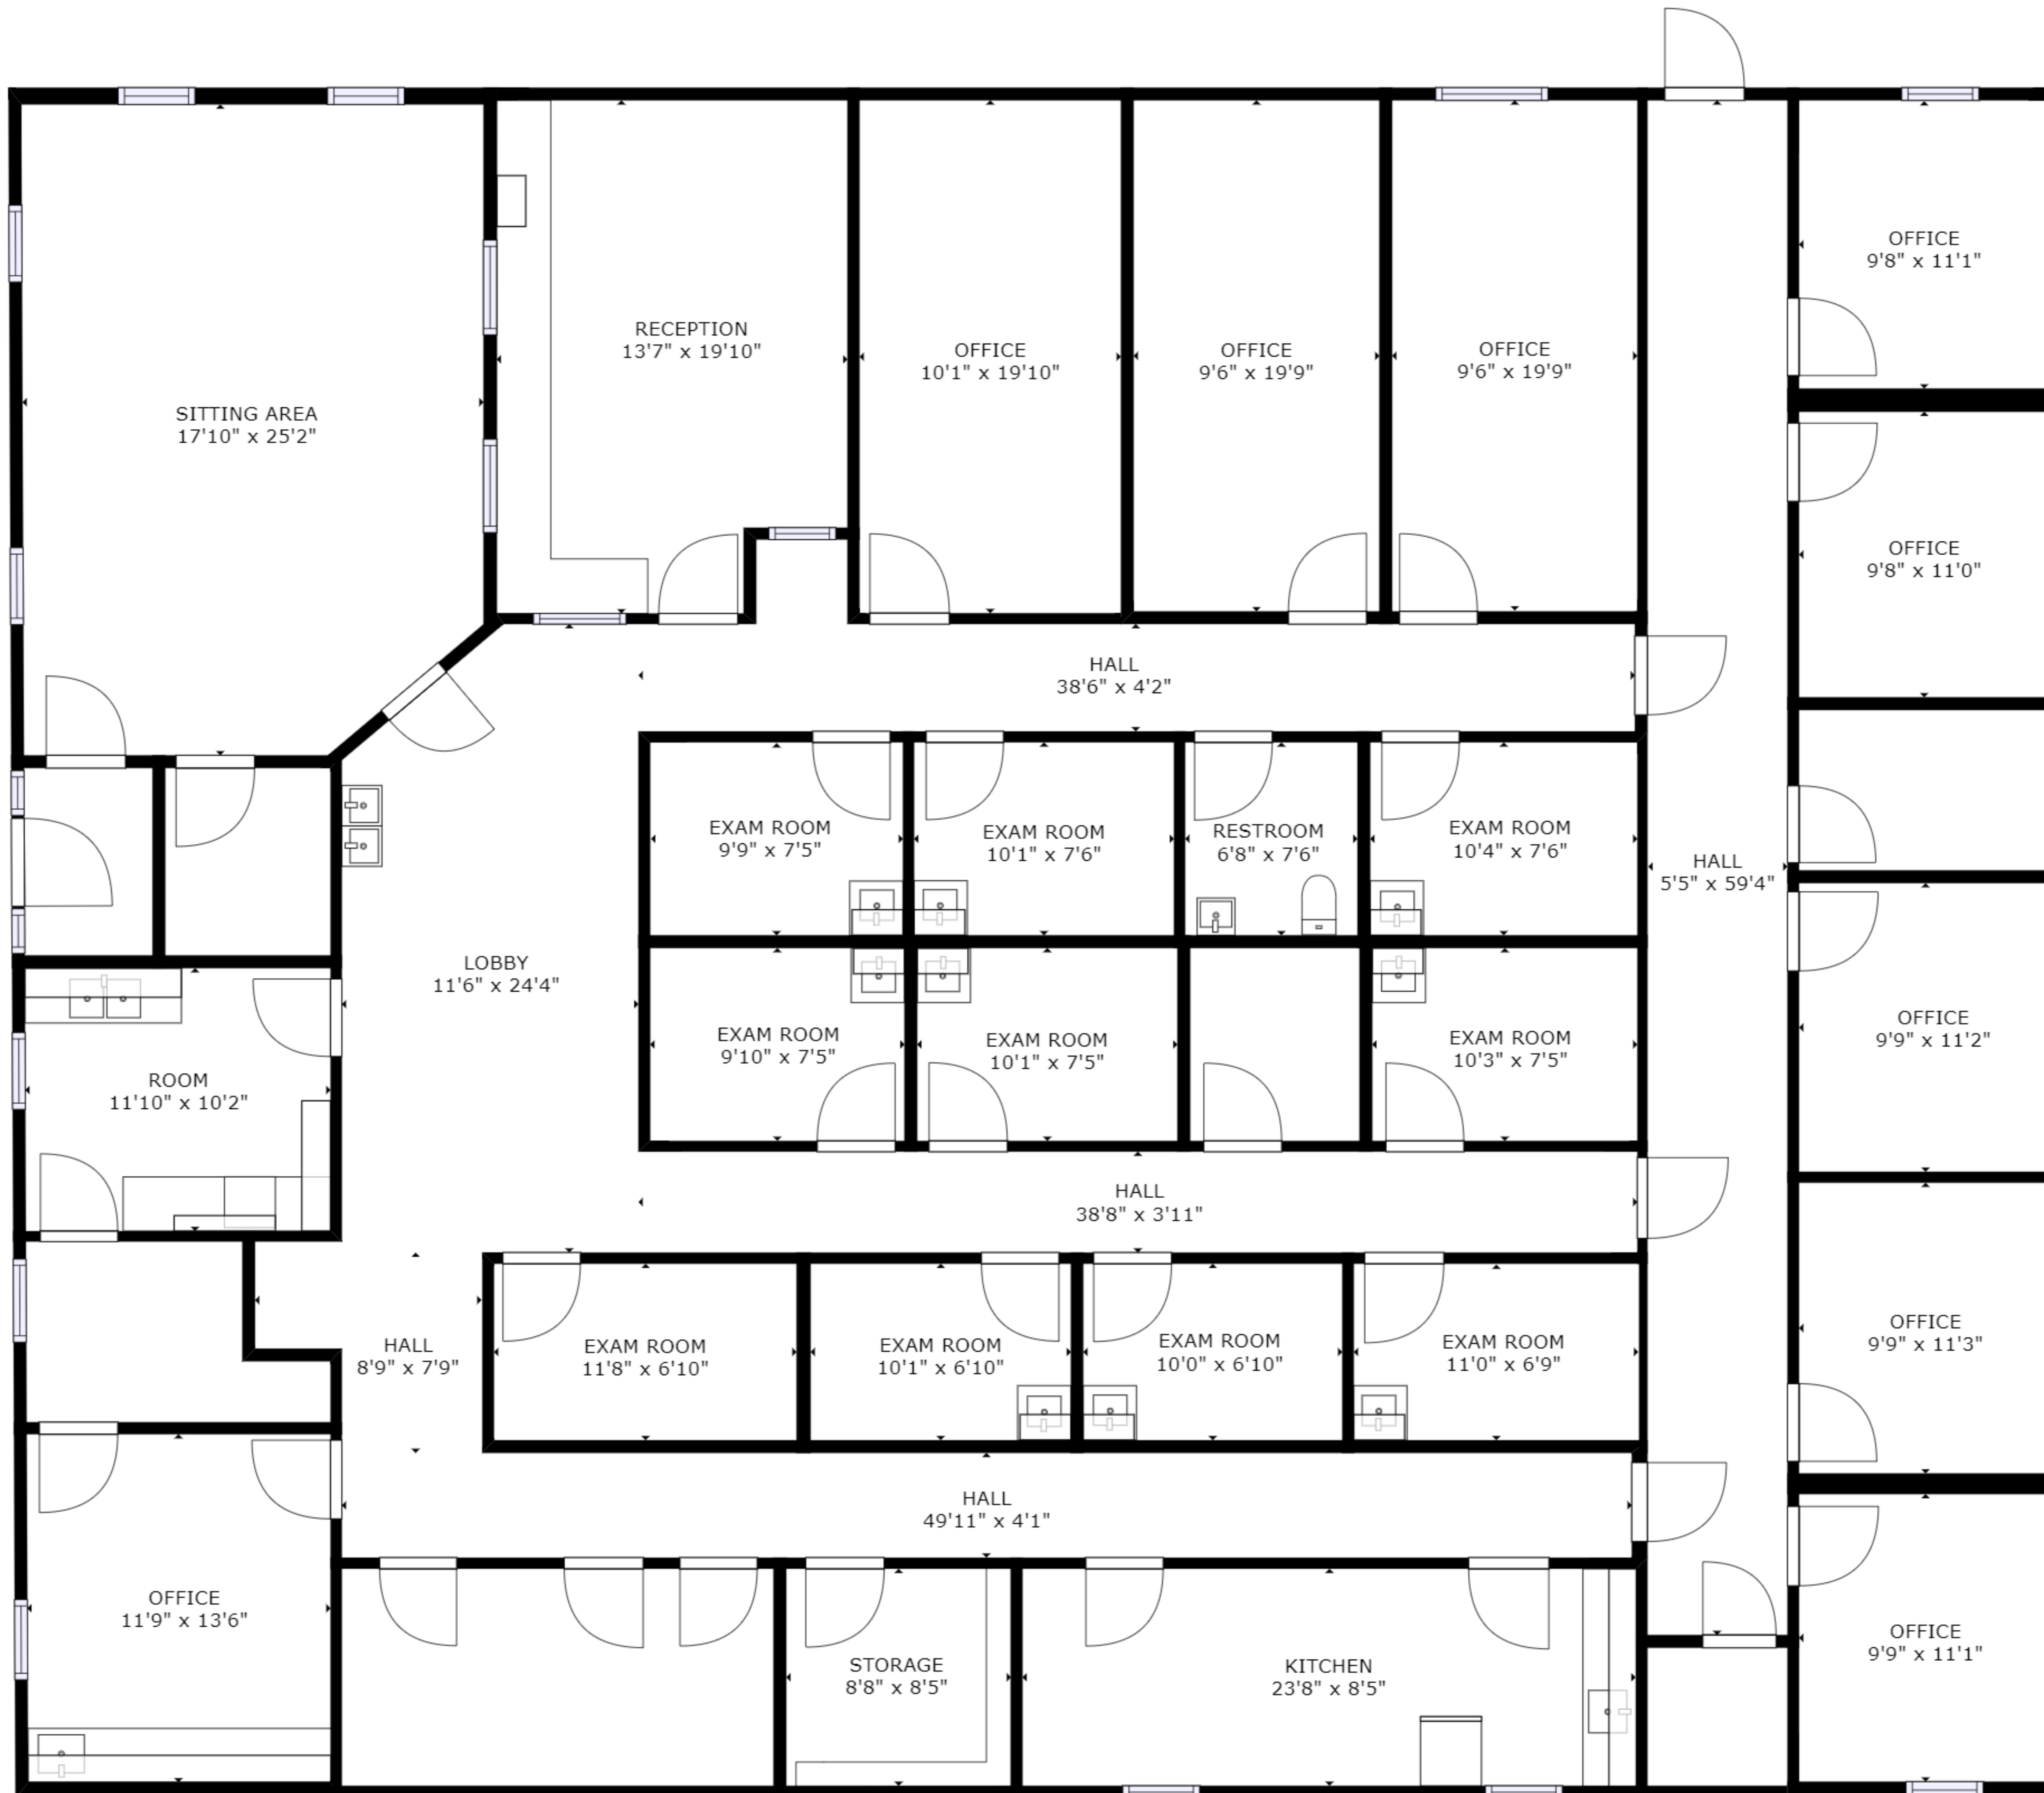 OFFICE
9'8" x 11'1"
RECEPTION
13'7" x 19'10"
OFFICE
10'1" x 19'10"
OFFICE
9'6" x 19'9"
OFFICE
9'6" x 19'9"
SITTING AREA
17'10" x 25'2"
OFFICE
9'8" x 11'0"
HALL
38'6" x 4'2"
EXAM ROOM
9'9" x 7'5"
EXAM ROOM
10'1" x 7'6"
RESTROOM
6'8" x 7'6"
EXAM ROOM
10'4" x 7'6"
HALL
5'5" x 59'4"
LOBBY
11'6" x 24'4"
EXAM ROOM
9'10" x 7'5"
EXAM ROOM
10'1" x 7'5"
EXAM ROOM
10'3" x 7'5"
OFFICE
9'9" x 11'2"
ROOM
11'10" x 10'2"
HALL
38'8" x 3'11"
HALL
8'9" x 7'9"
EXAM ROOM
11'8" x 6'10"
EXAM ROOM
10'1" x 6'10"
EXAM ROOM
10'0" x 6'10"
EXAM ROOM
11'0" x 6'9"
OFFICE
9'9" x 11'3"
HALL
49'11" x 4'1"
OFFICE
11'9" x 13'6"
STORAGE
8'8" x 8'5"
KITCHEN
23'8" x 8'5"
OFFICE
9'9" x 11'1"